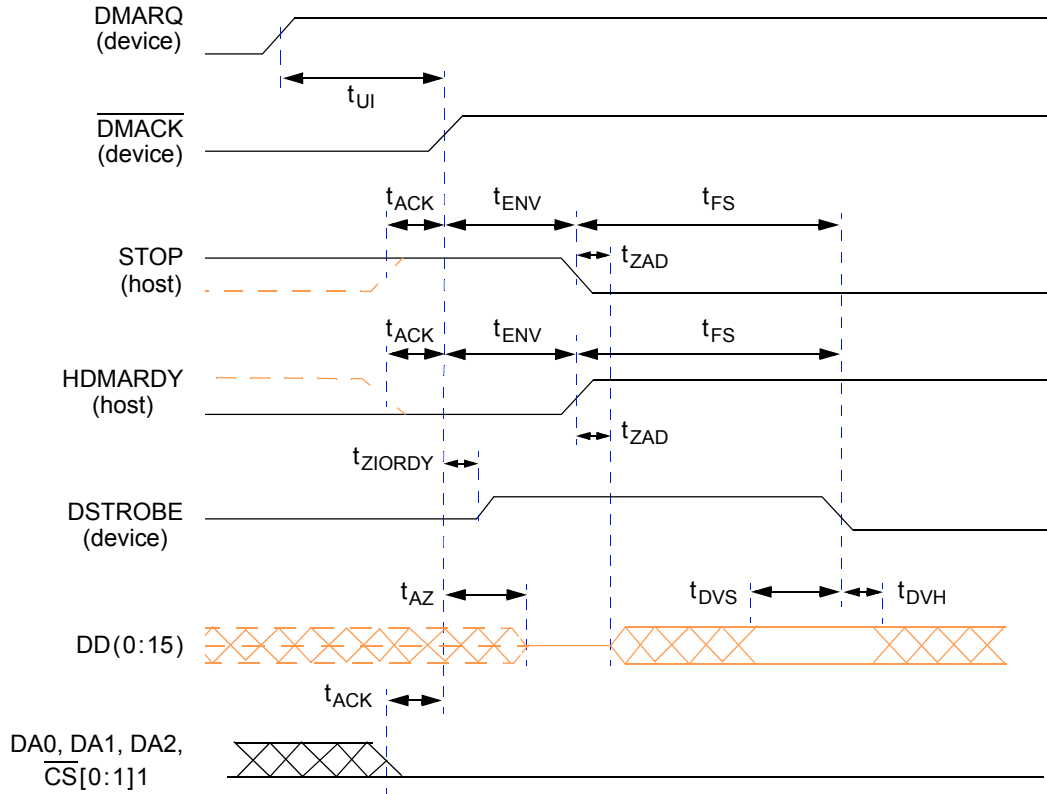 DMARQ
(device)
tUI
DMACK
(device)
tACK
tENV
tFS
STOP
(host)
tZAD
tACK
tENV
tFS
HDMARDY
(host)
tZAD
tZIORDY
DSTROBE
(device)
tAZ
tDVS
tDVH
DD(0:15)
tACK
DA0, DA1, DA2,
CS[0:1]1